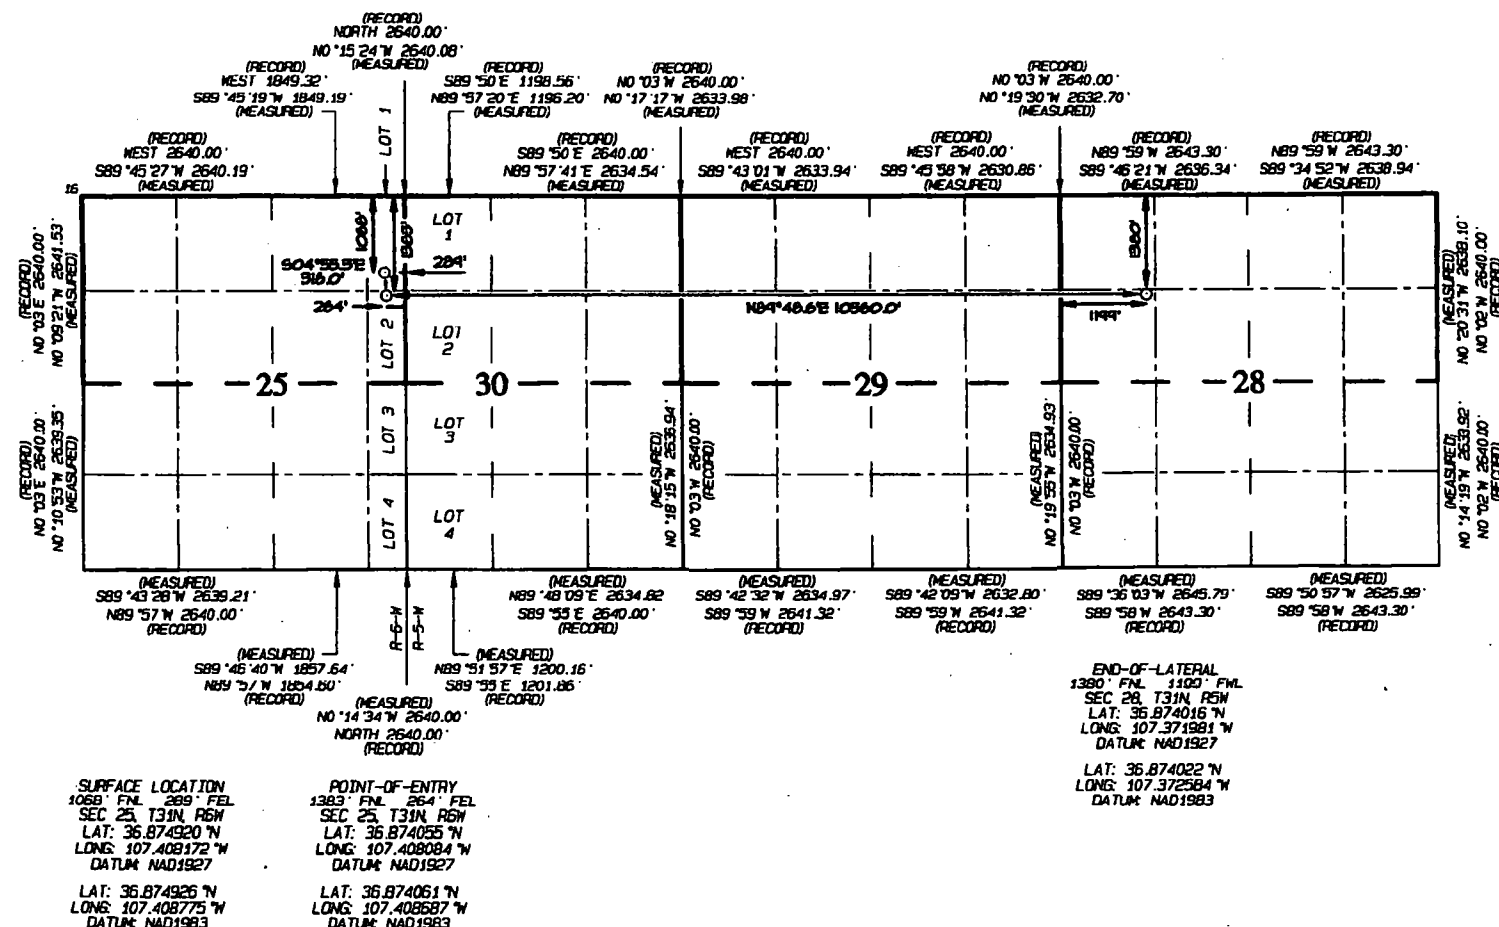 (RECORD)
NORTH 2640.00'
N0°15'24"W 2640.08'
(MEASURED)
(RECORD)
WEST 1849.32'
S89°45'19"W 1849.19'
(MEASURED)
(RECORD)
S89°50'E 1198.56'
N89°57'20"E 1196.20'
(MEASURED)
(RECORD)
N0°03'W 2640.00'
N0°17'17"W 2633.98'
(MEASURED)
(RECORD)
N0°03'W 2640.00'
N0°19'30"W 2632.70'
(MEASURED)
(RECORD)
WEST 2640.00'
S89°45'27"W 2640.19'
(MEASURED)
LOT 1
(RECORD)
S89°50'E 2640.00'
N89°57'41"E 2634.54'
(MEASURED)
(RECORD)
WEST 2640.00'
S89°43'01"W 2633.94'
(MEASURED)
(RECORD)
WEST 2640.00'
S89°45'58"W 2630.86'
(MEASURED)
(RECORD)
N89°59'W 2643.30'
S89°46'21"W 2636.34'
(MEASURED)
(RECORD)
N89°59'W 2643.30'
S89°34'52"W 2638.94'
(MEASURED)
16
(RECORD)
N0°03'E 2640.00'
N0°09'21"W 2641.53'
(MEASURED)
LOT
1
1068'
1383'
289'
S04°55.5'E
316.0'
264'
N89°48.6'E 10560.0'
1380'
1199'
(MEASURED)
N0°20'31"W 2638.10'
N0°02'W 2640.00'
(RECORD)
LOT 2
LOT
2
25
30
29
28
(RECORD)
N0°03'E 2640.00'
N0°10'53"W 2639.35'
(MEASURED)
LOT 3
LOT
3
LOT 4
LOT
4
(MEASURED)
N0°18'15"W 2636.94'
N0°03'W 2640.00'
(RECORD)
(MEASURED)
N0°19'55"W 2634.93'
N0°03'W 2640.00'
(RECORD)
(MEASURED)
N0°14'19"W 2633.92'
N0°02'W 2640.00'
(RECORD)
(MEASURED)
S89°43'28"W 2639.21'
N89°57'W 2640.00'
(RECORD)
R-6-W
R-5-W
(MEASURED)
N89°48'09"E 2634.82
S89°55'E 2640.00'
(RECORD)
(MEASURED)
S89°42'32"W 2634.97'
S89°59'W 2641.32'
(RECORD)
(MEASURED)
S89°42'09"W 2632.80'
S89°59'W 2641.32'
(RECORD)
(MEASURED)
S89°36'03"W 2645.79'
S89°58'W 2643.30'
(RECORD)
(MEASURED)
S89°50'57"W 2625.99'
S89°58'W 2643.30'
(RECORD)
(MEASURED)
S89°46'40"W 1857.64'
N89°57'W 1854.60'
(RECORD)
(MEASURED)
N89°51'57"E 1200.16'
S89°55'E 1201.86'
(RECORD)
(MEASURED)
N0°14'34"W 2640.00'
NORTH 2640.00'
(RECORD)
END-OF-LATERAL
1380' FNL FWL
SEC 28, T31N, R5W
LAT: 36.874016°N
LONG: 107.371981°W
DATUM: NAD1927
LAT: 36.874022°N
LONG: 107.372584°W
DATUM: NAD1983
SURFACE LOCATION
1068' FNL 289' FEL
SEC 25, T31N, R6W
LAT: 36.874920°N
LONG: 107.408172°W
DATUM: NAD1927
LAT: 36.874926°N
LONG: 107.408775°W
DATUM: NAD1983
POINT-OF-ENTRY
1383' FNL 264' FEL
SEC 25, T31N, R6W
LAT: 36.874055°N
LONG: 107.408084°W
DATUM: NAD1927
LAT: 36.874061°N
LONG: 107.408687°W
DATUM: NAD1983